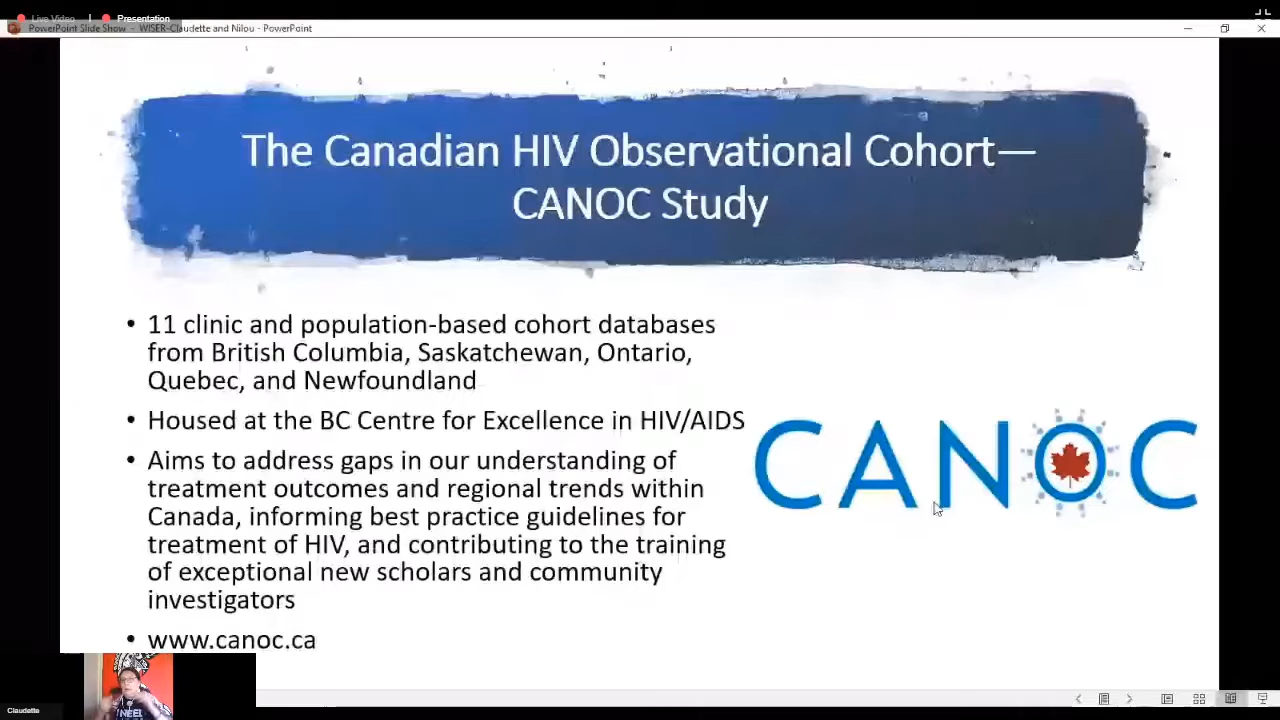 Live Video
Presentation
PowerPoint Slide Show - WISER-Claudette and Nilou - PowerPoint
The Canadian HIV Observational Cohort—
CANOC Study
• 11 clinic and population-based cohort databases
from British Columbia, Saskatchewan, Ontario,
Quebec, and Newfoundland
• Housed at the BC Centre for Excellence in HIV/AIDS
• Aims to address gaps in our understanding of
treatment outcomes and regional trends within
Canada, informing best practice guidelines for
treatment of HIV, and contributing to the training
of exceptional new scholars and community
investigators
• www.canoc.ca
CANOC
NEED
Claudette